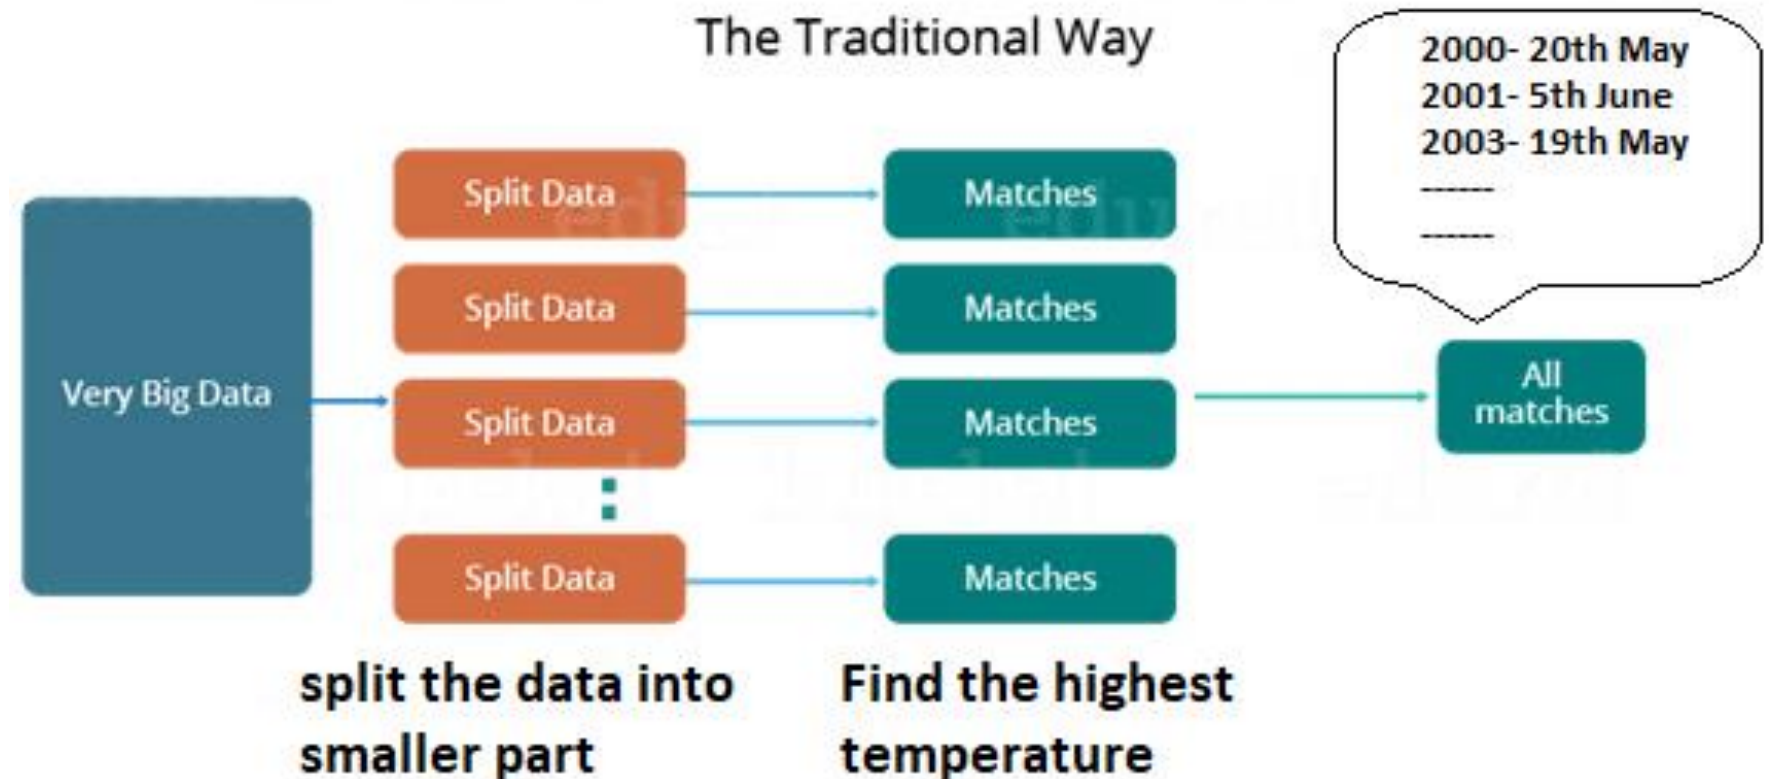 The Traditional Way
2000- 20th May
2001- 5th June
2003- 19th May
------
------
Very Big Data
Split Data
Matches
Split Data
Matches
Split Data
Matches
All
matches
Split Data
Matches
split the data into
smaller part
Find the highest
temperature